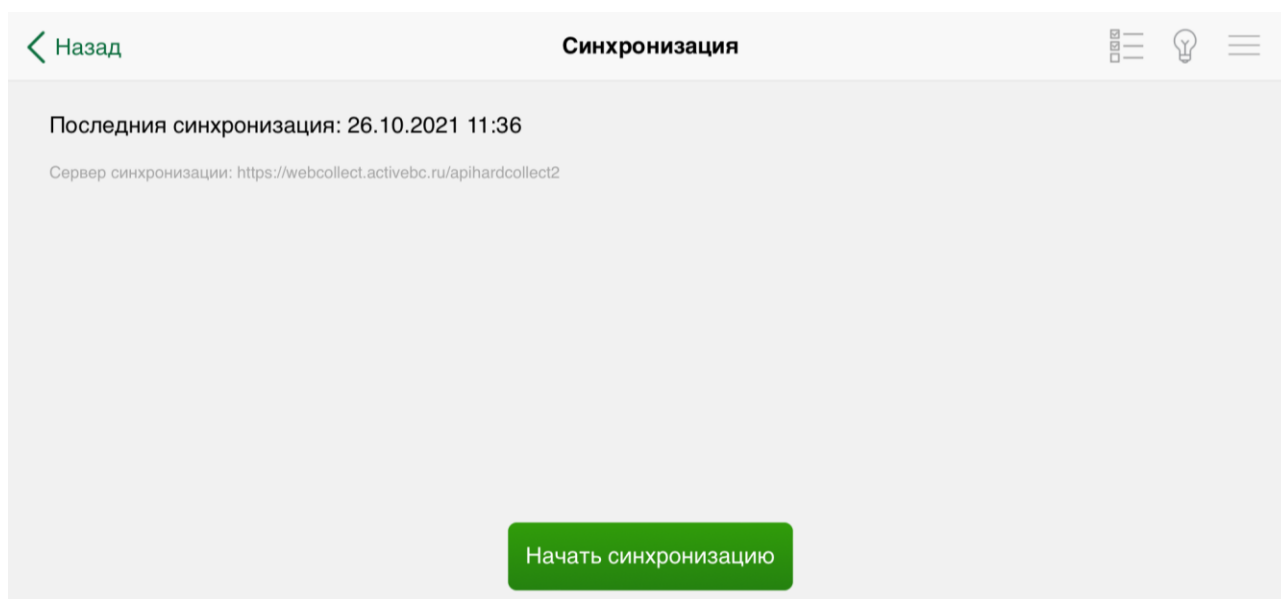 Назад
Синхронизация
Последния синхронизация: 26.10.2021 11:36
Сервер синхронизации: https://webcollect.activebc.ru/apihardcollect2
Начать синхронизацию